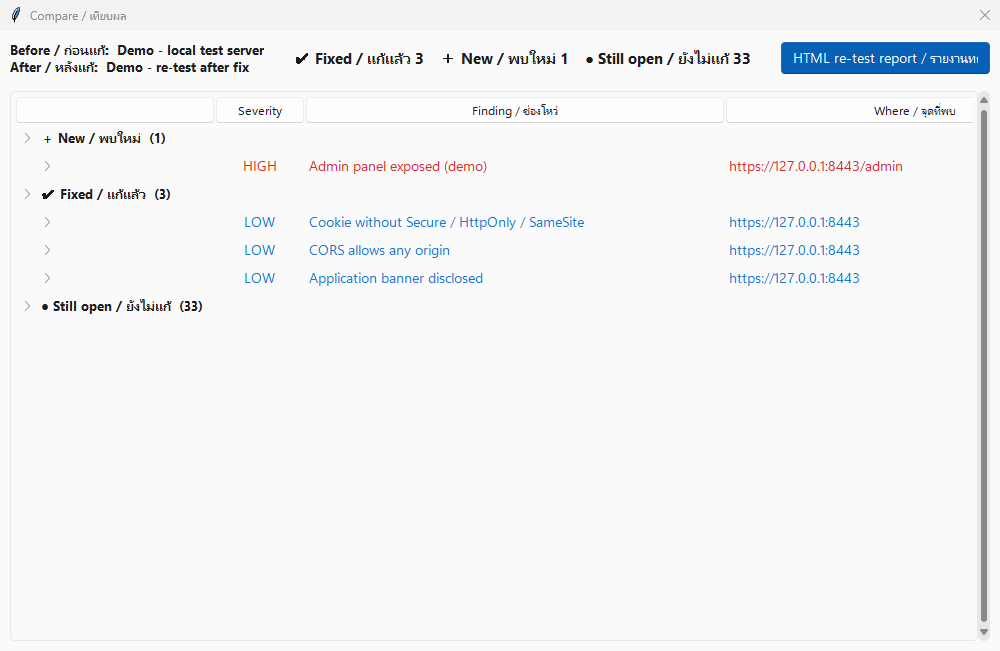 Compare / เทียบผล
Before / ก่อนแก้: Demo - local test server
After / หลังแก้: Demo - re-test after fix
✔ Fixed / แก้แล้ว 3 + New / พบใหม่ 1 ● Still open / ยังไม่แก้ 33
HTML re-test report / รายงาน
Severity Finding / ช่องโหว่ Where / จุดที่พบ
+ New / พบใหม่ (1)
HIGH Admin panel exposed (demo) https://127.0.0.1:8443/admin
✔ Fixed / แก้แล้ว (3)
LOW Cookie without Secure / HttpOnly / SameSite https://127.0.0.1:8443
LOW CORS allows any origin https://127.0.0.1:8443
LOW Application banner disclosed https://127.0.0.1:8443
● Still open / ยังไม่แก้ (33)